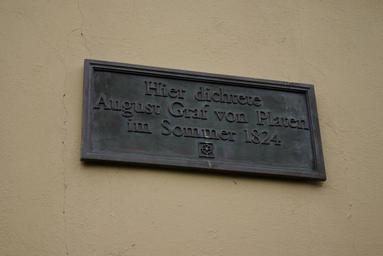 Hier dichtete
August Graf von Platen
im Sommer 1824